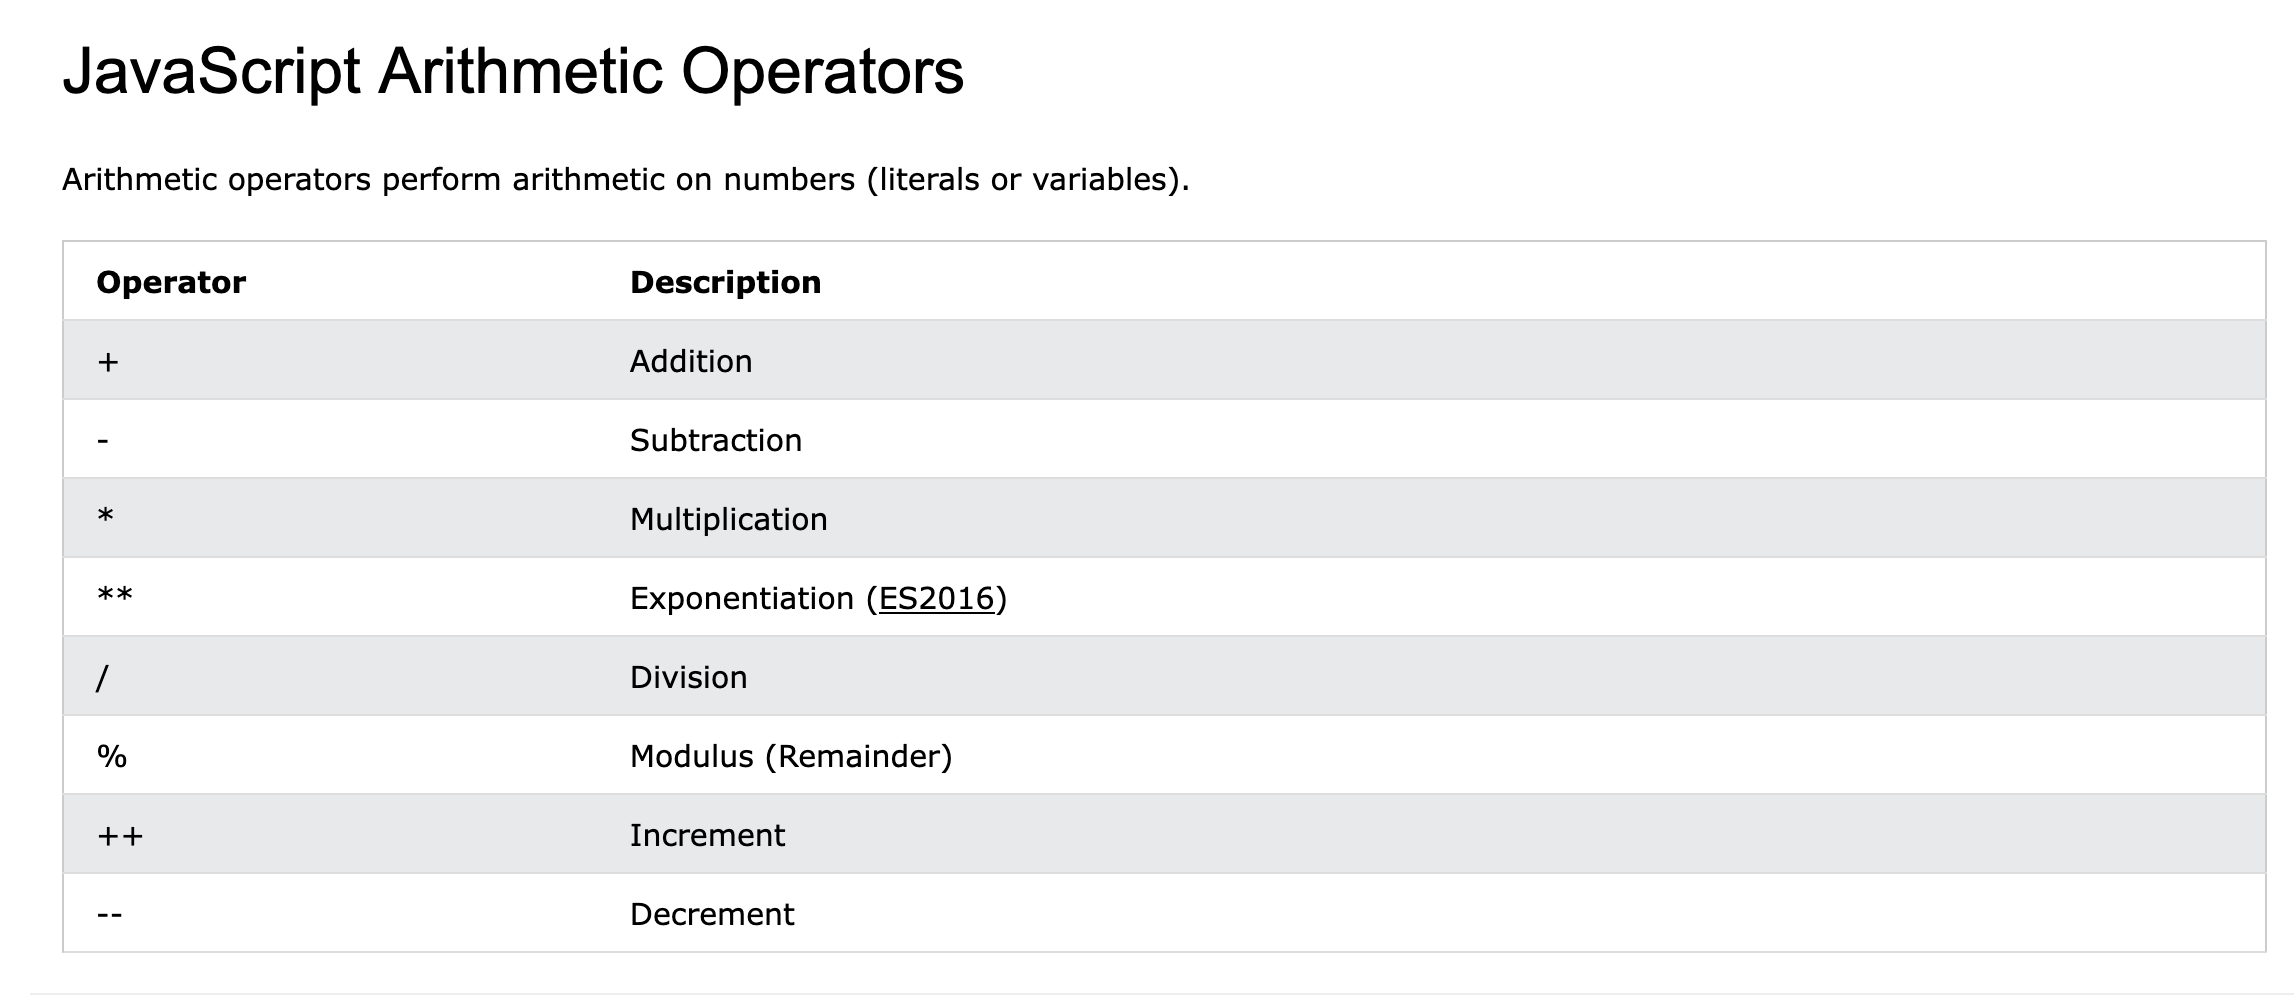 JavaScript Arithmetic Operators
Arithmetic operators perform arithmetic on numbers (literals or variables).
Operator Description
+ Addition
- Subtraction
* Multiplication
** Exponentiation (ES2016)
/ Division
% Modulus (Remainder)
++ Increment
-- Decrement